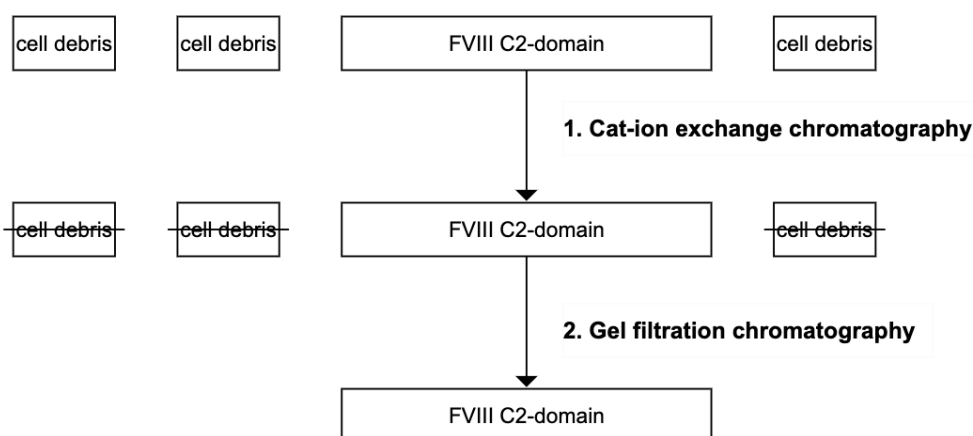 cell debris cell debris FVIII C2-domain cell debris
1. Cat-ion exchange chromatography
cell debris cell debris FVIII C2-domain cell debris
2. Gel filtration chromatography
FVIII C2-domain